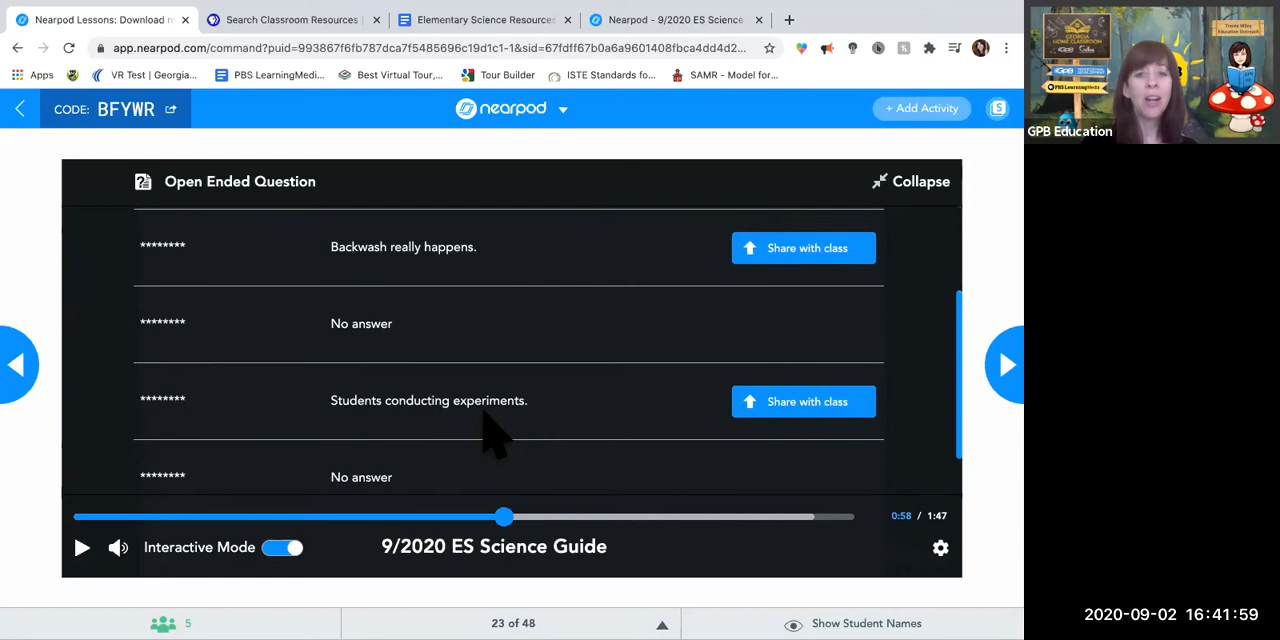 Nearpod Lessons: Download re
Search Classroom Resources
Elementary Science Resources
Nearpod - 9/2020 ES Science
app.nearpod.com/command?puid=993867f6fb787dca7f5485696c19d1c1-1&sid=67fdff67b0a6a9601408fbca4dd4d2...
Apps
VR Test | Georgia...
PBS LearningMedi...
Best Virtual Tour,...
Tour Builder
ISTE Standards fo...
SAMR - Model for...
CODE: BFYWR
nearpod
+ Add Activity
S
GPB Education
Open Ended Question
Collapse
******** Backwash really happens. Share with class
******** No answer
******** Students conducting experiments. Share with class
******** No answer
0:58 / 1:47
Interactive Mode
9/2020 ES Science Guide
5
23 of 48
Show Student Names
2020-09-02 16:41:59